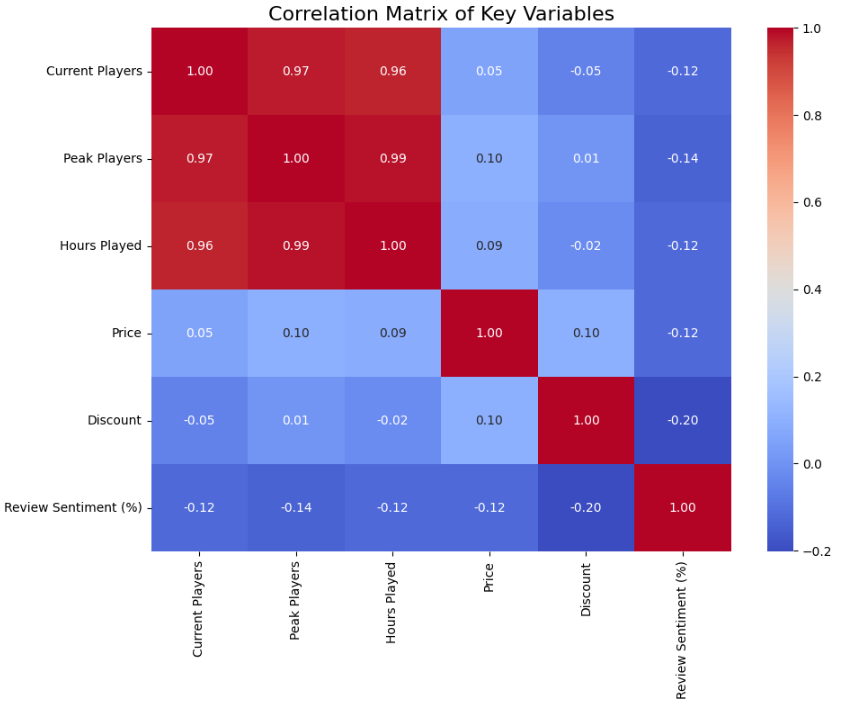 Correlation Matrix of Key Variables
Current Players 1.00 0.97 0.96 0.05 -0.05 -0.12
Peak Players 0.97 1.00 0.99 0.10 0.01 -0.14
Hours Played 0.96 0.99 1.00 0.09 -0.02 -0.12
Price 0.05 0.10 0.09 1.00 0.10 -0.12
Discount -0.05 0.01 -0.02 0.10 1.00 -0.20
Review Sentiment (%) -0.12 -0.14 -0.12 -0.12 -0.20 1.00
Current Players
Peak Players
Hours Played
Price
Discount
Review Sentiment (%)
1.0
0.8
0.6
0.4
0.2
0.0
−0.2